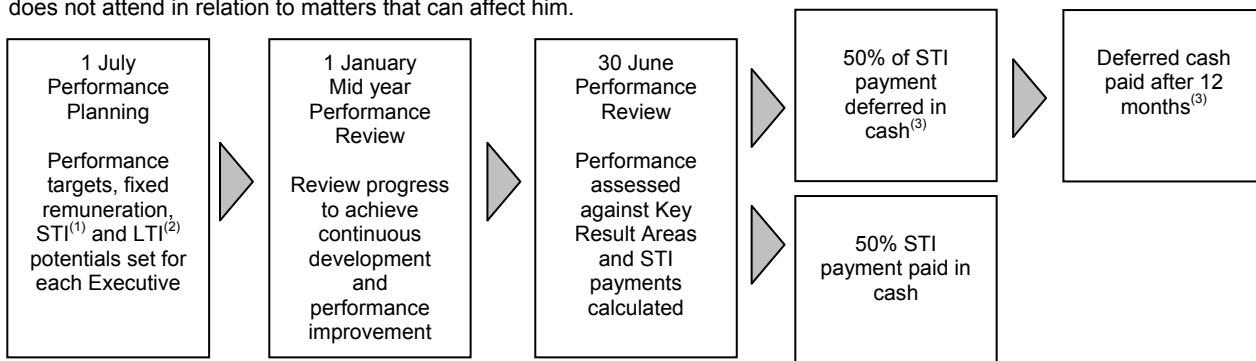 does not attend in relation to matters that can affect him.
1 July
Performance
Planning
Performance
targets, fixed
remuneration,
STI(1) and LTI(2)
potentials set for
each Executive
1 January
Mid year
Performance
Review
Review progress
to achieve
continuous
development
and
performance
improvement
30 June
Performance
Review
Performance
assessed
against Key
Result Areas
and STI
payments
calculated
50% of STI
payment
deferred in
cash(3)
Deferred cash
paid after 12
months(3)
50% STI
payment paid in
cash